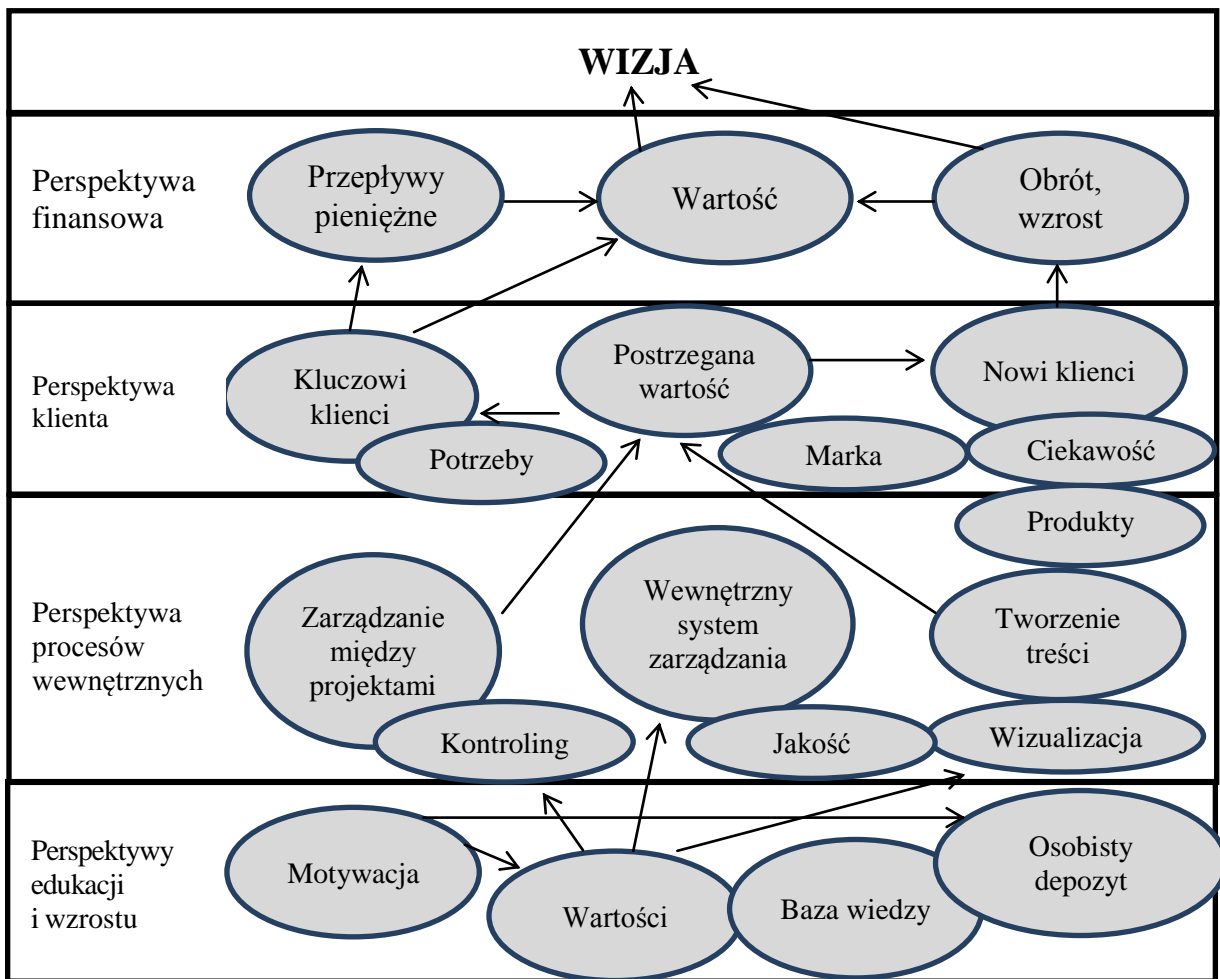 WIZJA
Perspektywa
finansowa
Przepływy
pieniężne
Wartość
Obrót,
wzrost
Perspektywa
klienta
Kluczowi
klienci
Potrzeby
Postrzegana
wartość
Marka
Nowi klienci
Ciekawość
Produkty
Perspektywa
procesów
wewnętrznych
Zarządzanie
między
projektami
Kontroling
Wewnętrzny
system
zarządzania
Jakość
Tworzenie
treści
Wizualizacja
Perspektywy
edukacji
i wzrostu
Motywacja
Wartości
Baza wiedzy
Osobisty
depozyt